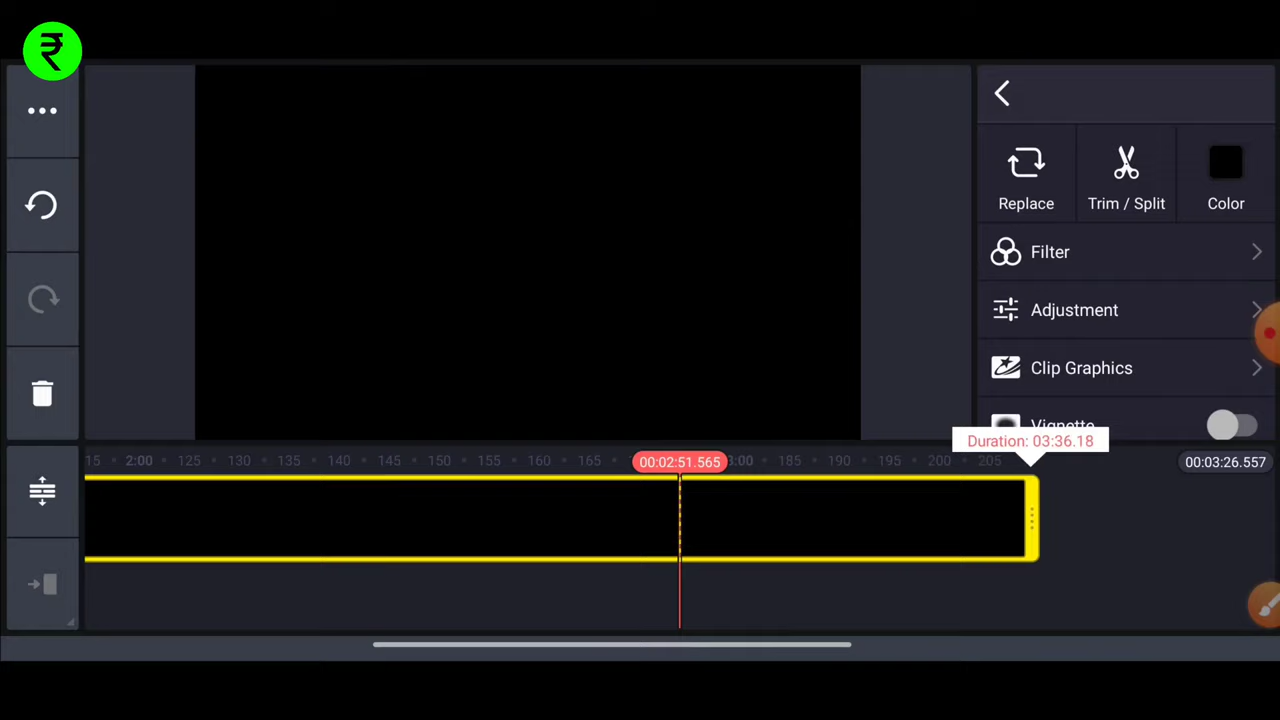 ₹
Replace
Trim / Split
Color
Filter
Adjustment
Clip Graphics
Vignette
Duration: 03:36.18
15 2:00 125 130 135 140 145 150 155 160 165 00:02:51.565 3:00 185 190 195 200 205 00:03:26.557